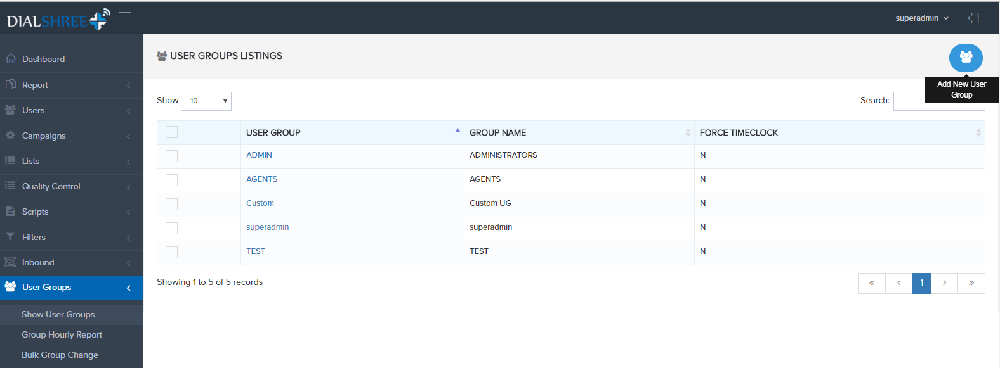 DIALSHREE
superadmin
Dashboard
Report
Users
Campaigns
Lists
Quality Control
Scripts
Filters
Inbound
User Groups
Show User Groups
Group Hourly Report
Bulk Group Change
USER GROUPS LISTINGS
Add New User
Group
Show 10
Search:
USER GROUP GROUP NAME FORCE TIMECLOCK
ADMIN ADMINISTRATORS N
AGENTS AGENTS N
Custom Custom UG N
superadmin superadmin N
TEST TEST N
Showing 1 to 5 of 5 records
« ‹ 1 › »